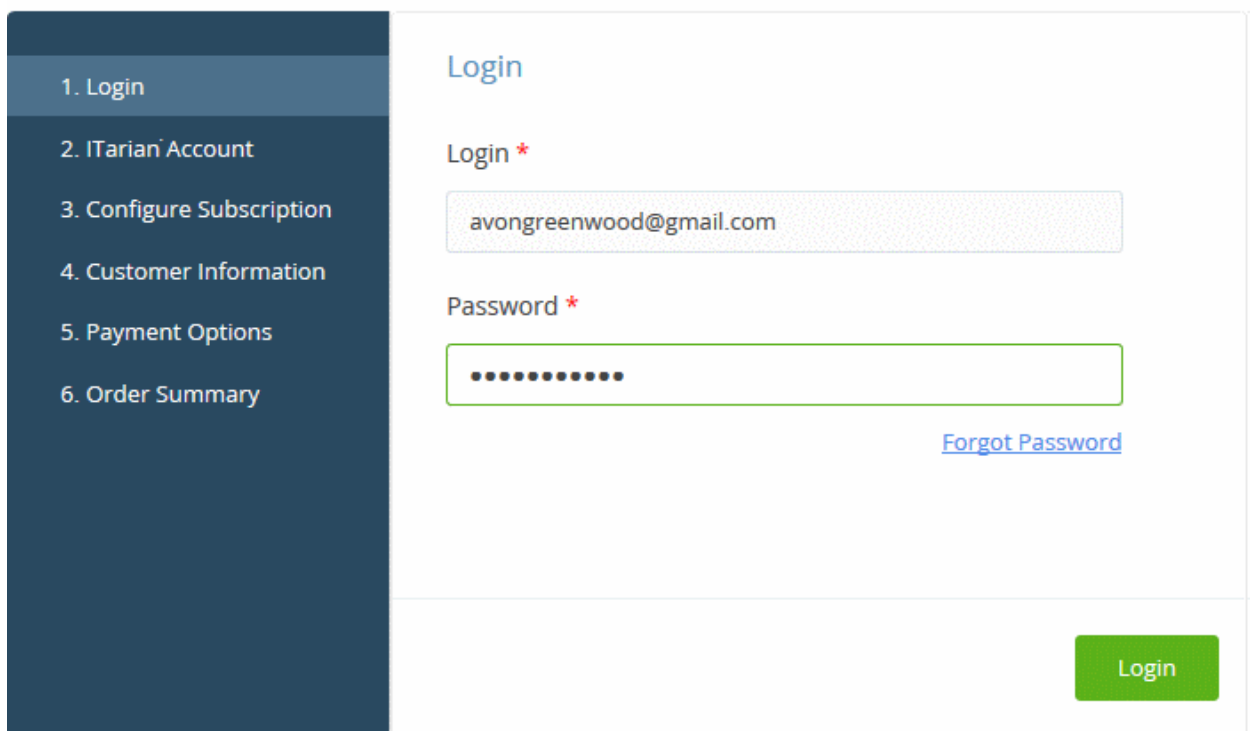 1. Login
2. ITarian Account
3. Configure Subscription
4. Customer Information
5. Payment Options
6. Order Summary
Login
Login *
avongreenwood@gmail.com
Password *
•••••••••••
Forgot Password
Login